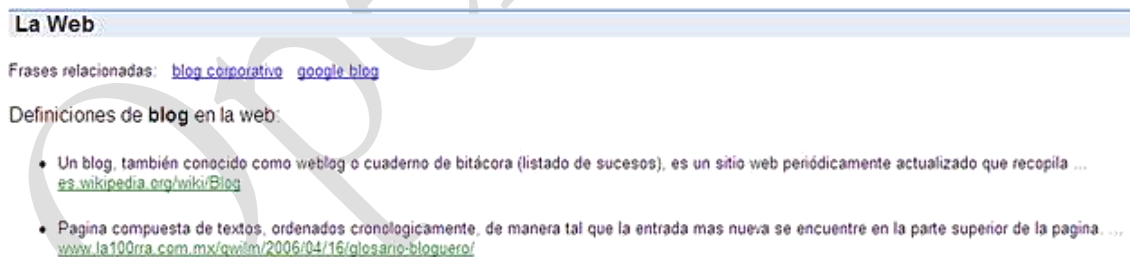 La Web
Frases relacionadas: blog corporativo google blog
Definiciones de blog en la web:
Un blog, también conocido como weblog o cuaderno de bitácora (listado de sucesos), es un sitio web periódicamente actualizado que recopila ...
es.wikipedia.org/wiki/Blog
Pagina compuesta de textos, ordenados cronologicamente, de manera tal que la entrada mas nueva se encuentre en la parte superior de la pagina. ...
www.la100rra.com.mx/qwilm/2006/04/16/glosario-bloguero/